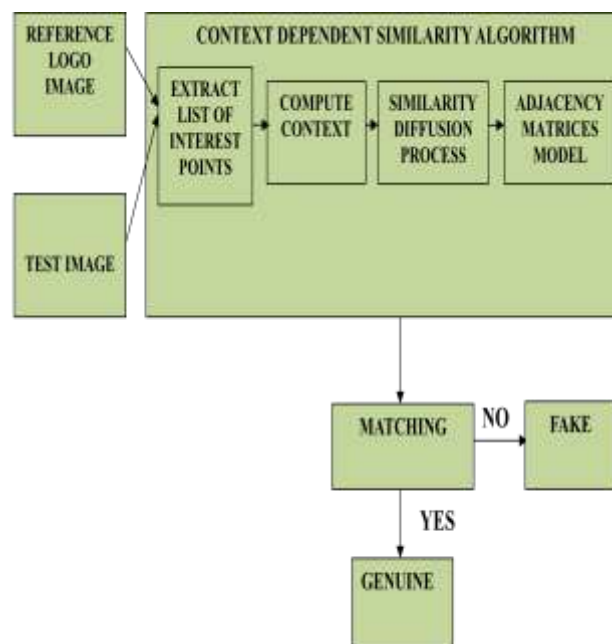 REFERENCE
LOGO
IMAGE
CONTEXT DEPENDENT SIMILARITY ALGORITHM
EXTRACT
LIST OF
INTEREST
POINTS
COMPUTE
CONTEXT
SIMILARITY
DIFFUSION
PROCESS
ADJACENCY
MATRICES
MODEL
TEST IMAGE
MATCHING
NO
FAKE
YES
GENUINE